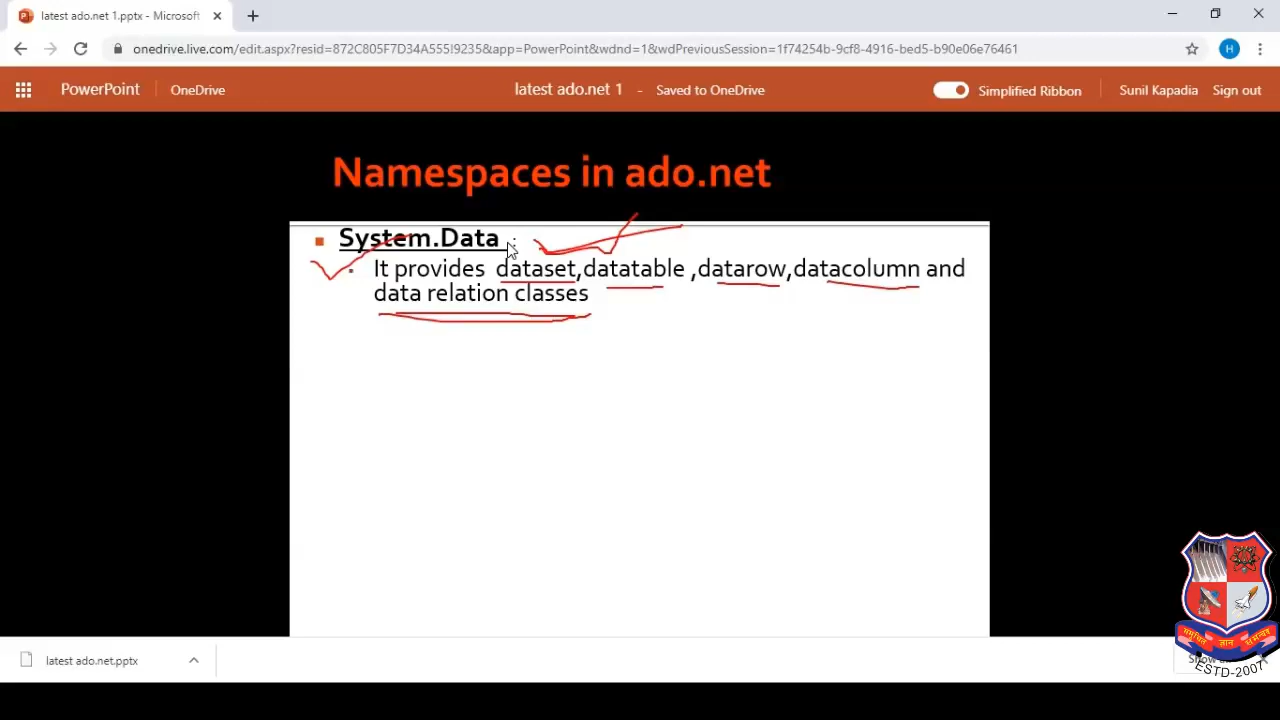 latest ado.net 1.pptx - Microsoft
onedrive.live.com/edit.aspx?resid=872C805F7D34A555!9235&app=PowerPoint&wdnd=1&wdPreviousSession=1f74254b-9cf8-4916-bed5-b90e06e76461
H
PowerPoint
OneDrive
latest ado.net 1 - Saved to OneDrive
Simplified Ribbon
Sunil Kapadia
Sign out
Namespaces in ado.net
System.Data :
It provides dataset,datatable ,datarow,datacolumn and
data relation classes
latest ado.net.pptx
ESTD-2007